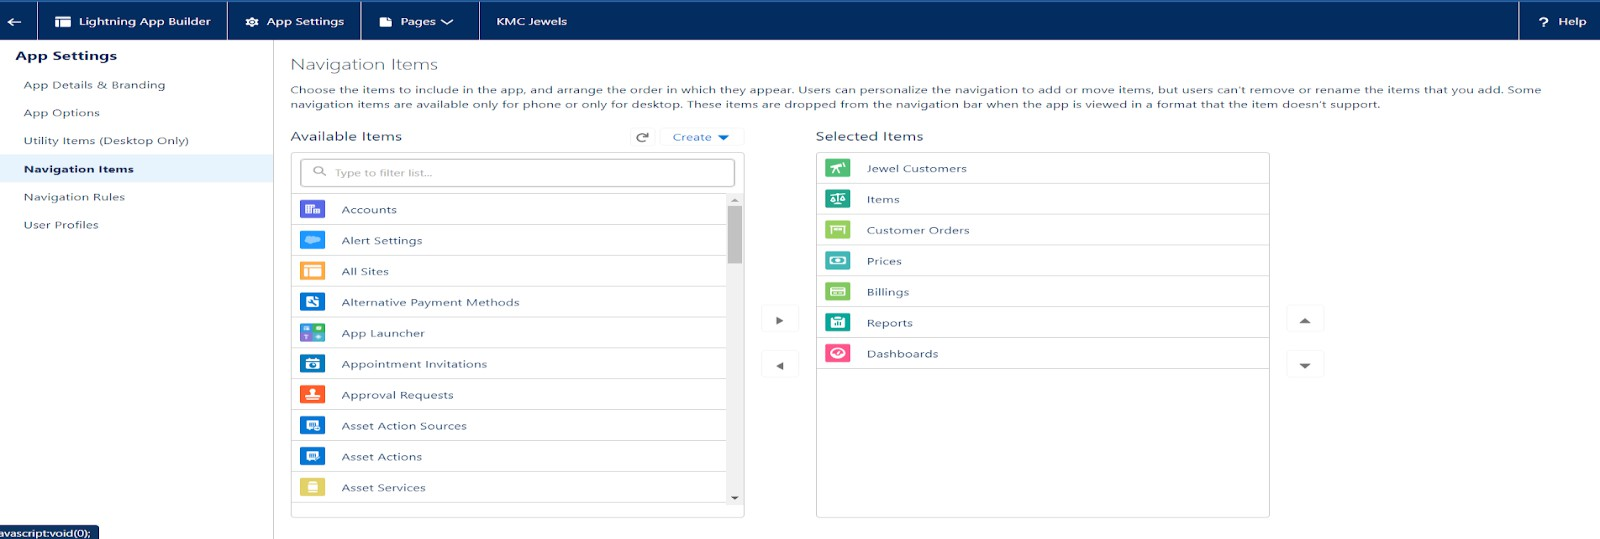 Lightning App Builder
App Settings
Pages
KMC Jewels
? Help
App Settings
App Details & Branding
App Options
Utility Items (Desktop Only)
Navigation Items
Navigation Rules
User Profiles
Navigation Items
Choose the items to include in the app, and arrange the order in which they appear. Users can personalize the navigation to add or move items, but users can't remove or rename the items that you add. Some
navigation items are available only for phone or only for desktop. These items are dropped from the navigation bar when the app is viewed in a format that the item doesn't support.
Available Items
Create
Type to filter list...
Accounts
Alert Settings
All Sites
Alternative Payment Methods
App Launcher
Appointment Invitations
Approval Requests
Asset Action Sources
Asset Actions
Asset Services
Selected Items
Jewel Customers
Items
Customer Orders
Prices
Billings
Reports
Dashboards
avascript:void(0);